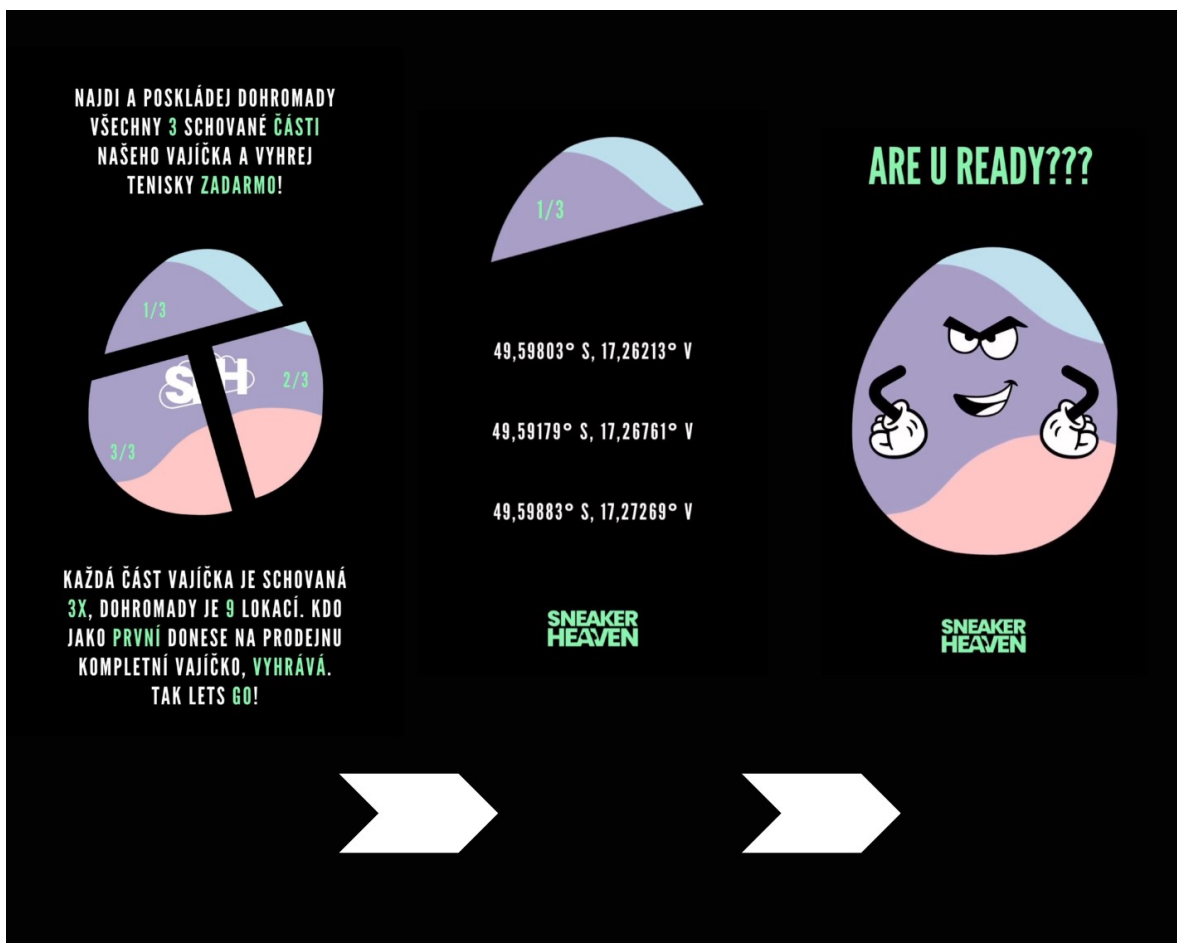 NAJDI A POSKLÁDEJ DOHROMADY
VŠECHNY 3 SCHOVANÉ ČÁSTI
NAŠEHO VAJÍČKA A VYHREJ
TENISKY ZADARMO!
1/3
SH
2/3
3/3
KAŽDÁ ČÁST VAJÍČKA JE SCHOVANÁ
3X, DOHROMADY JE 9 LOKACÍ. KDO
JAKO PRVNÍ DONESE NA PRODEJNU
KOMPLETNÍ VAJÍČKO, VYHRÁVÁ.
TAK LETS GO!
1/3
49,59803° S, 17,26213° V
49,59179° S, 17,26761° V
49,59883° S, 17,27269° V
SNEAKER
HEAVEN
ARE U READY???
SNEAKER
HEAVEN